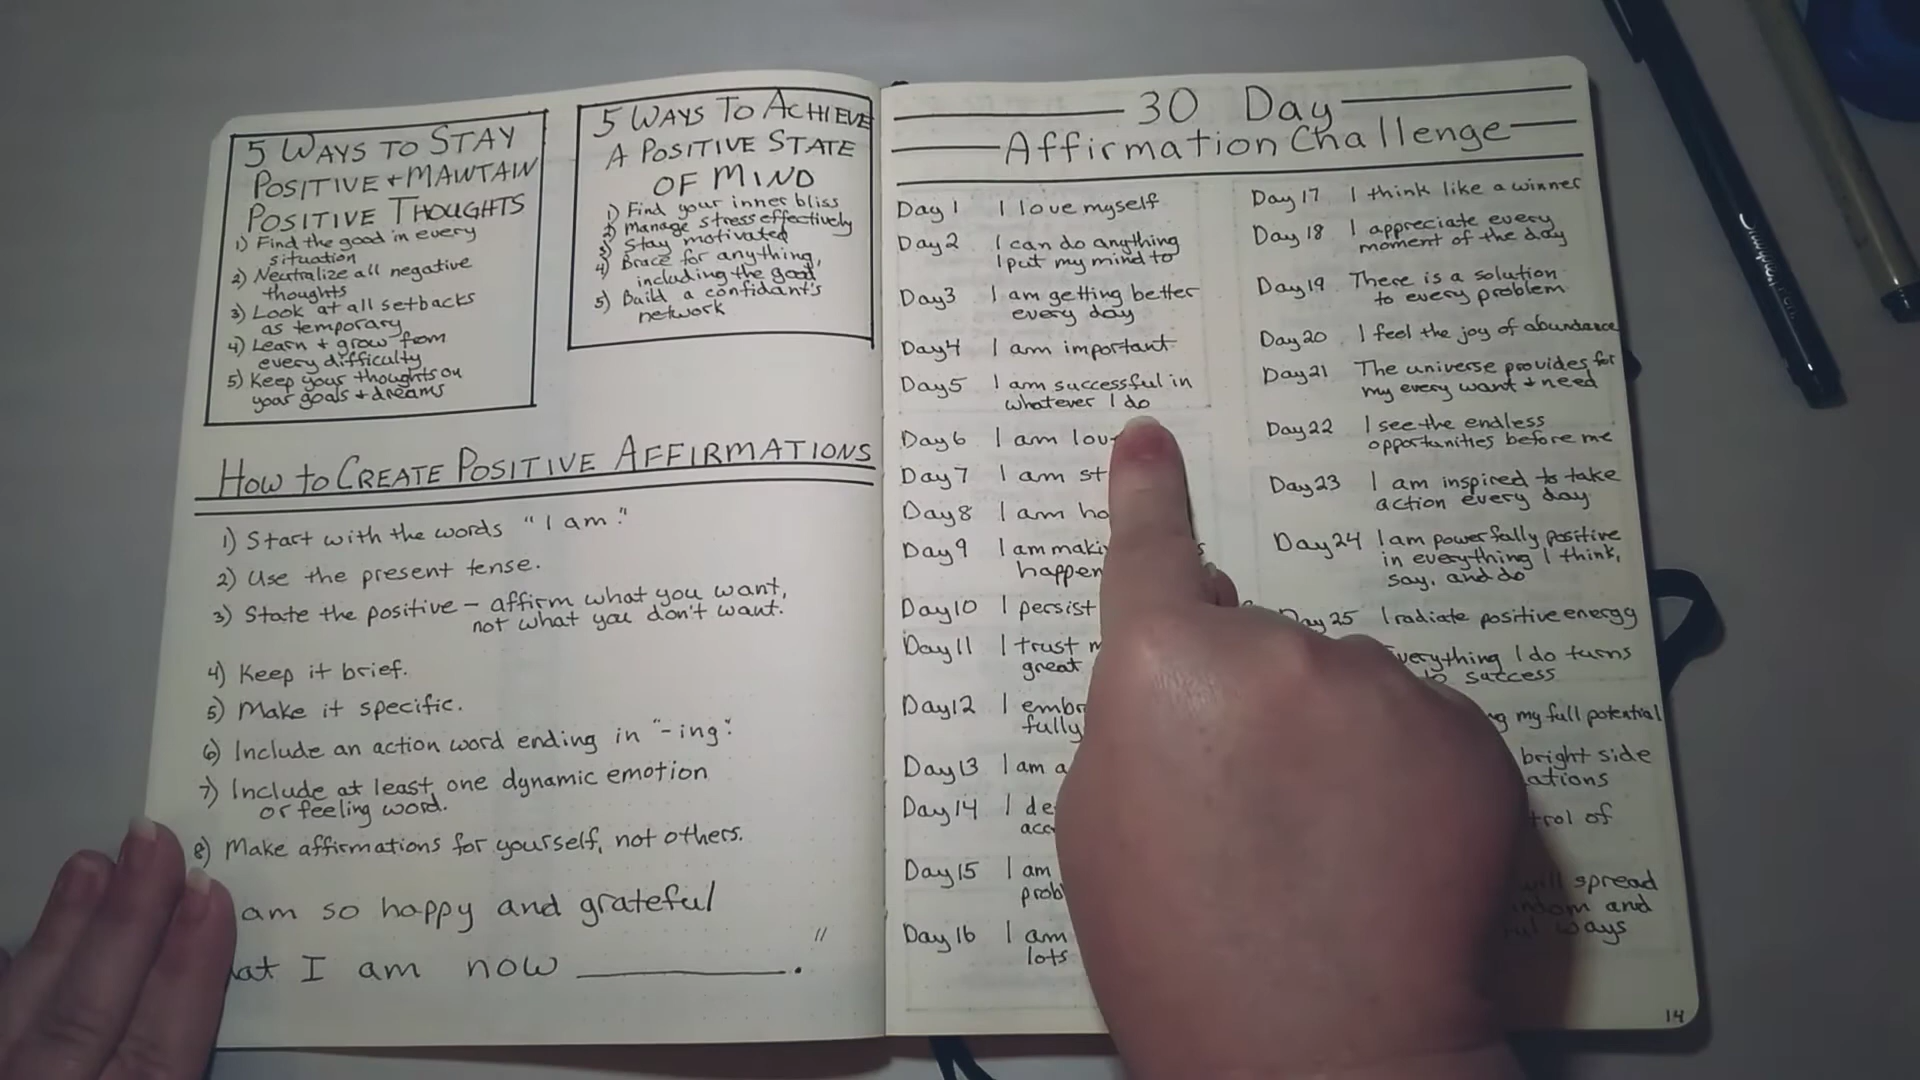 5 WAYS TO STAY
POSITIVE + MAINTAIN
POSITIVE THOUGHTS
1) Find the good in every
situation
2) Neutralize all negative
thoughts
3) Look at all setbacks
as temporary
4) Learn + grow from
every difficulty
5) Keep your thoughts on
your goals + dreams
5 WAYS TO ACHIEVE
A POSITIVE STATE
OF MIND
1) Find your inner bliss
2) Manage stress effectively
3) Stay motivated
4) Brace for anything,
including the good
5) Build a confidant's
network
HOW TO CREATE POSITIVE AFFIRMATIONS
1) Start with the words "I am."
2) Use the present tense.
3) State the positive – affirm what you want,
not what you don't want.
4) Keep it brief.
5) Make it specific.
6) Include an action word ending in "-ing".
7) Include at least one dynamic emotion
or feeling word.
8) Make affirmations for yourself, not others.
am so happy and grateful
at I am now ________.
30 Day
Affirmation Challenge
Day 1 I love myself
Day 2 I can do anything
I put my mind to
Day 3 I am getting better
every day
Day 4 I am important
Day 5 I am successful in
whatever I do
Day 6 I am
Day 7 I am
Day 8 I am
Day 9 I am
happen
Day 10 I persist
Day 11 I trust
great
Day 12 I
fully
Day 13 I am
Day 14 I
Day 15 I am
Day 16 I am
lots
Day 17 I think like a winner
Day 18 I appreciate every
moment of the day
Day 19 There is a solution
to every problem
Day 20 I feel the joy of abundance
Day 21 The universe provides for
my every want + need
Day 22 I see the endless
opportunities before me
Day 23 I am inspired to take
action every day
Day 24 I am powerfully positive
in everything I think,
say, and do
Day 25 I radiate positive energy
everything I do turns
to success
my full potential
bright side
of
will spread
and
ways
11
14